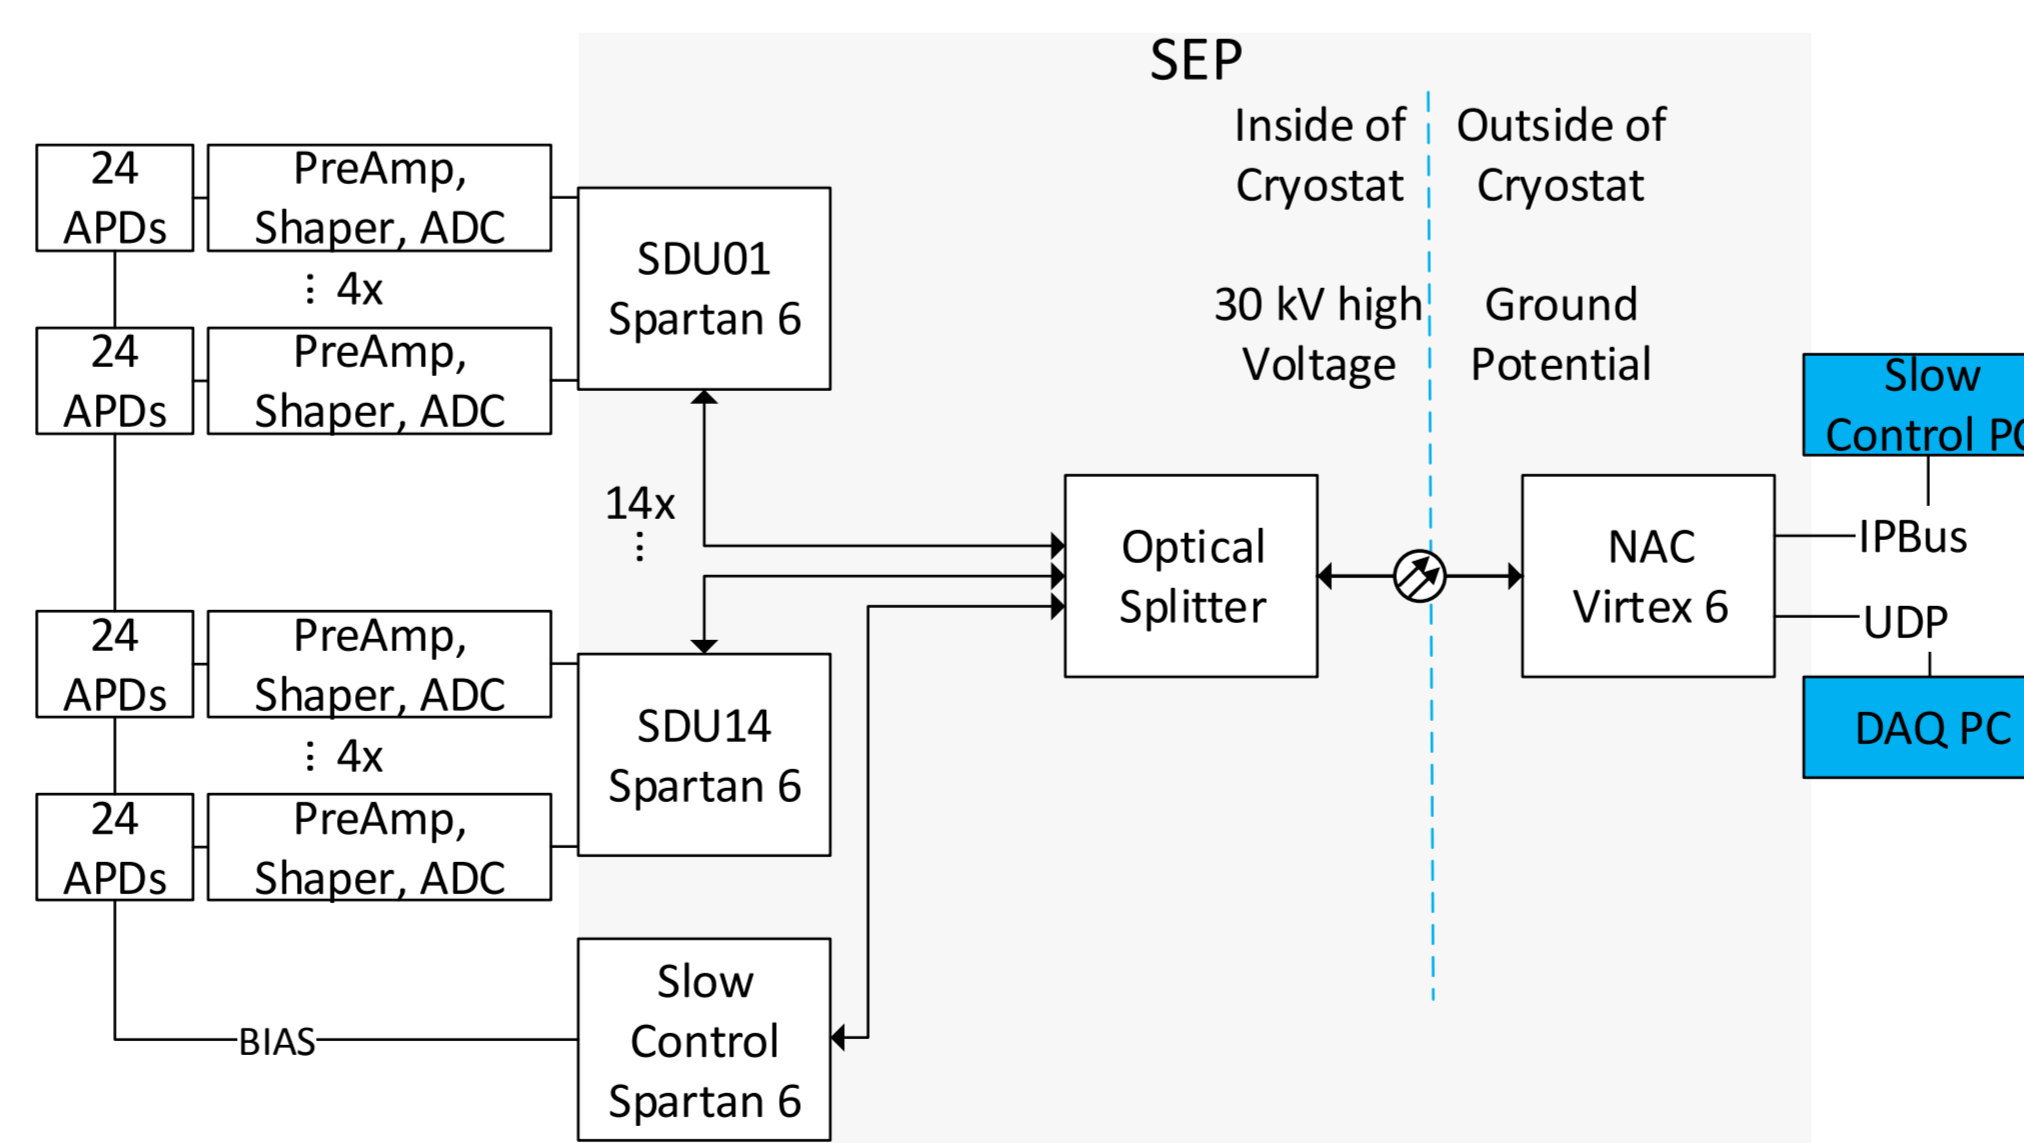 SEP
Inside of
Cryostat
Outside of
Cryostat
30 kV high
Voltage
Ground
Potential
24
APDs
PreAmp,
Shaper, ADC
⋮ 4x
24
APDs
PreAmp,
Shaper, ADC
SDU01
Spartan 6
14x
⋮
24
APDs
PreAmp,
Shaper, ADC
⋮ 4x
24
APDs
PreAmp,
Shaper, ADC
SDU14
Spartan 6
BIAS
Slow
Control
Spartan 6
Optical
Splitter
NAC
Virtex 6
Slow
Control PC
IPBus
UDP
DAQ PC